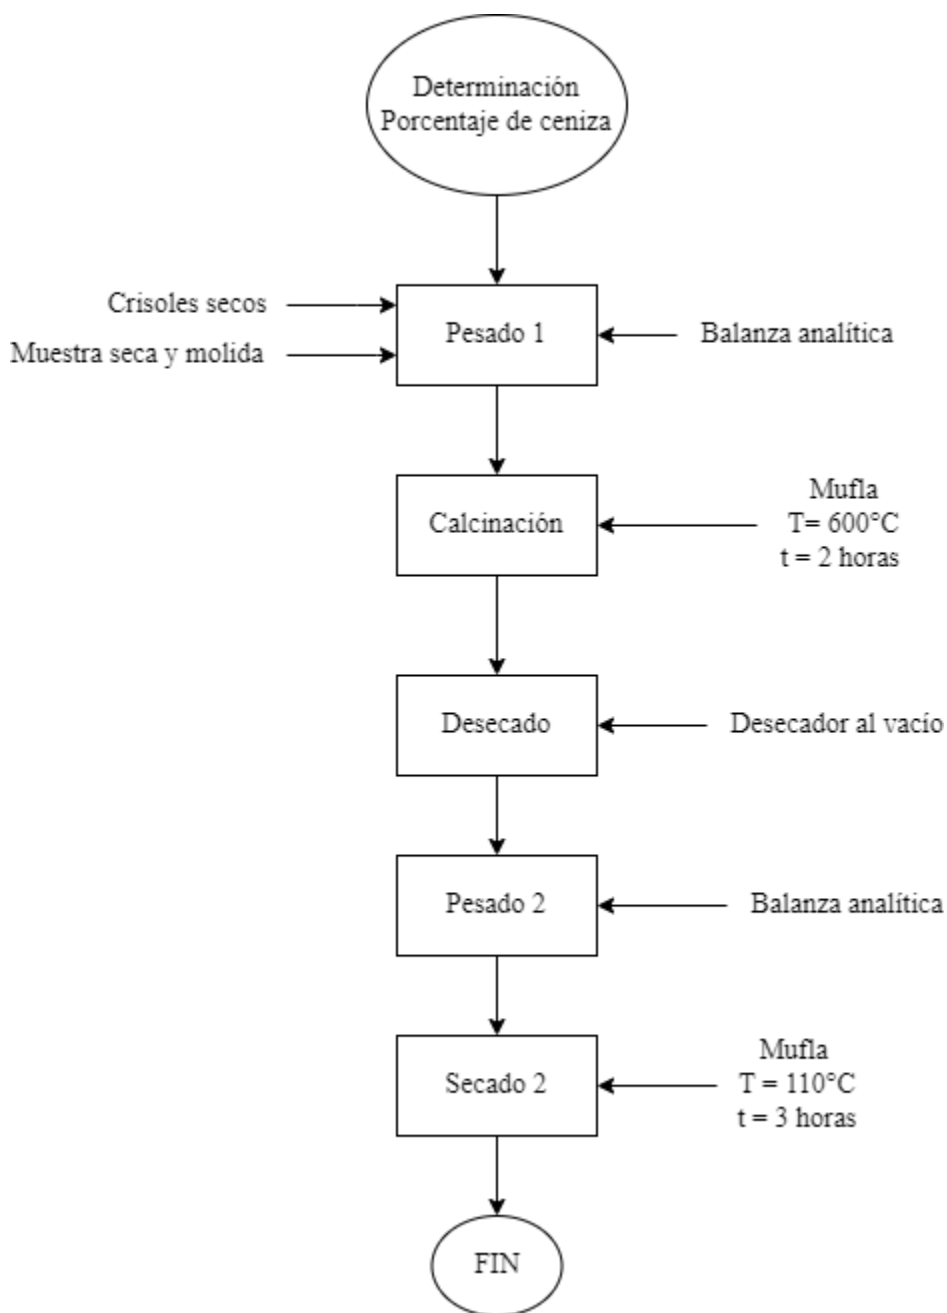 Determinación
Porcentaje de ceniza
Crisoles secos
Muestra seca y molida
Pesado 1
Balanza analítica
Calcinación
Mufla
T= 600°C
t = 2 horas
Desecado
Desecador al vacío
Pesado 2
Balanza analítica
Secado 2
Mufla
T = 110°C
t = 3 horas
FIN